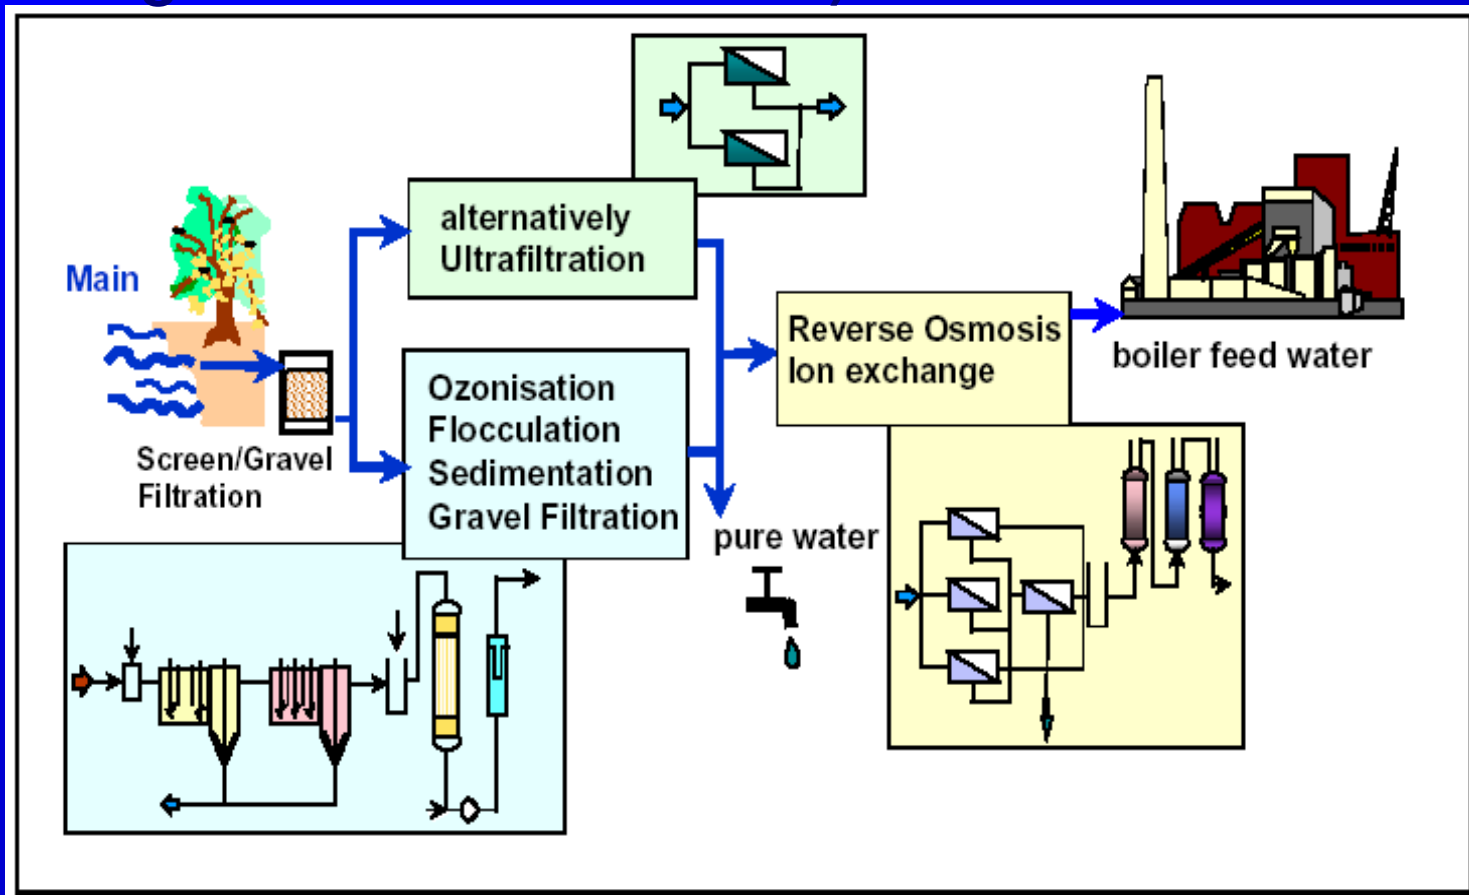 Main
Screen/Gravel
Filtration
alternatively
Ultrafiltration
Ozonisation
Flocculation
Sedimentation
Gravel Filtration
pure water
Reverse Osmosis
Ion exchange
boiler feed water